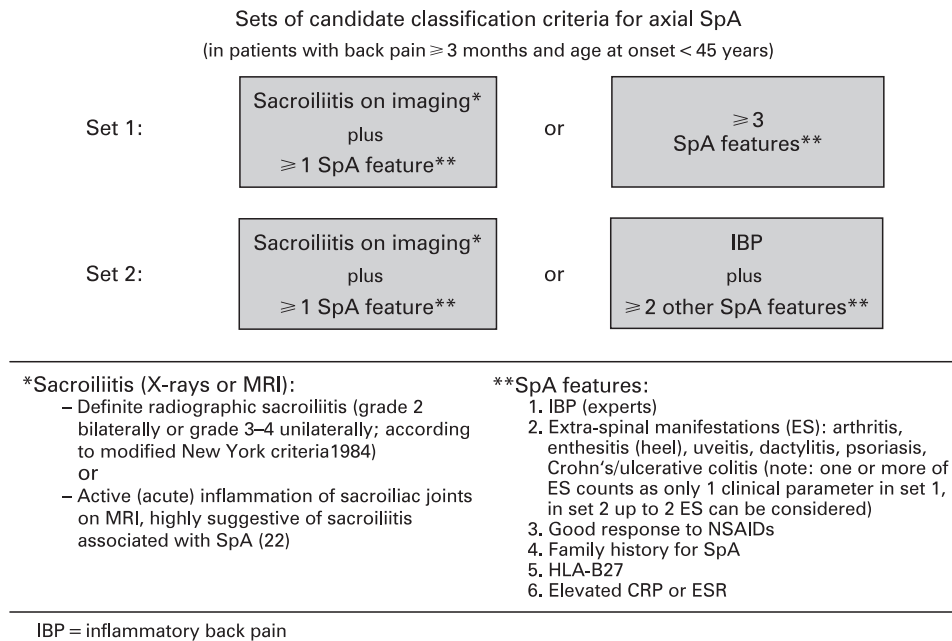 Sets of candidate classification criteria for axial SpA
(in patients with back pain ⩾ 3 months and age at onset < 45 years)
Set 1:
Sacroiliitis on imaging*
plus
⩾ 1 SpA feature**
or
⩾ 3
SpA features**
Set 2:
Sacroiliitis on imaging*
plus
⩾ 1 SpA feature**
or
IBP
plus
⩾ 2 other SpA features**
*Sacroiliitis (X-rays or MRI):
– Definite radiographic sacroiliitis (grade 2
bilaterally or grade 3–4 unilaterally; according
to modified New York criteria1984)
or
– Active (acute) inflammation of sacroiliac joints
on MRI, highly suggestive of sacroiliitis
associated with SpA (22)
**SpA features:
1. IBP (experts)
2. Extra-spinal manifestations (ES): arthritis,
enthesitis (heel), uveitis, dactylitis, psoriasis,
Crohn's/ulcerative colitis (note: one or more of
ES counts as only 1 clinical parameter in set 1,
in set 2 up to 2 ES can be considered)
3. Good response to NSAIDs
4. Family history for SpA
5. HLA-B27
6. Elevated CRP or ESR
IBP = inflammatory back pain